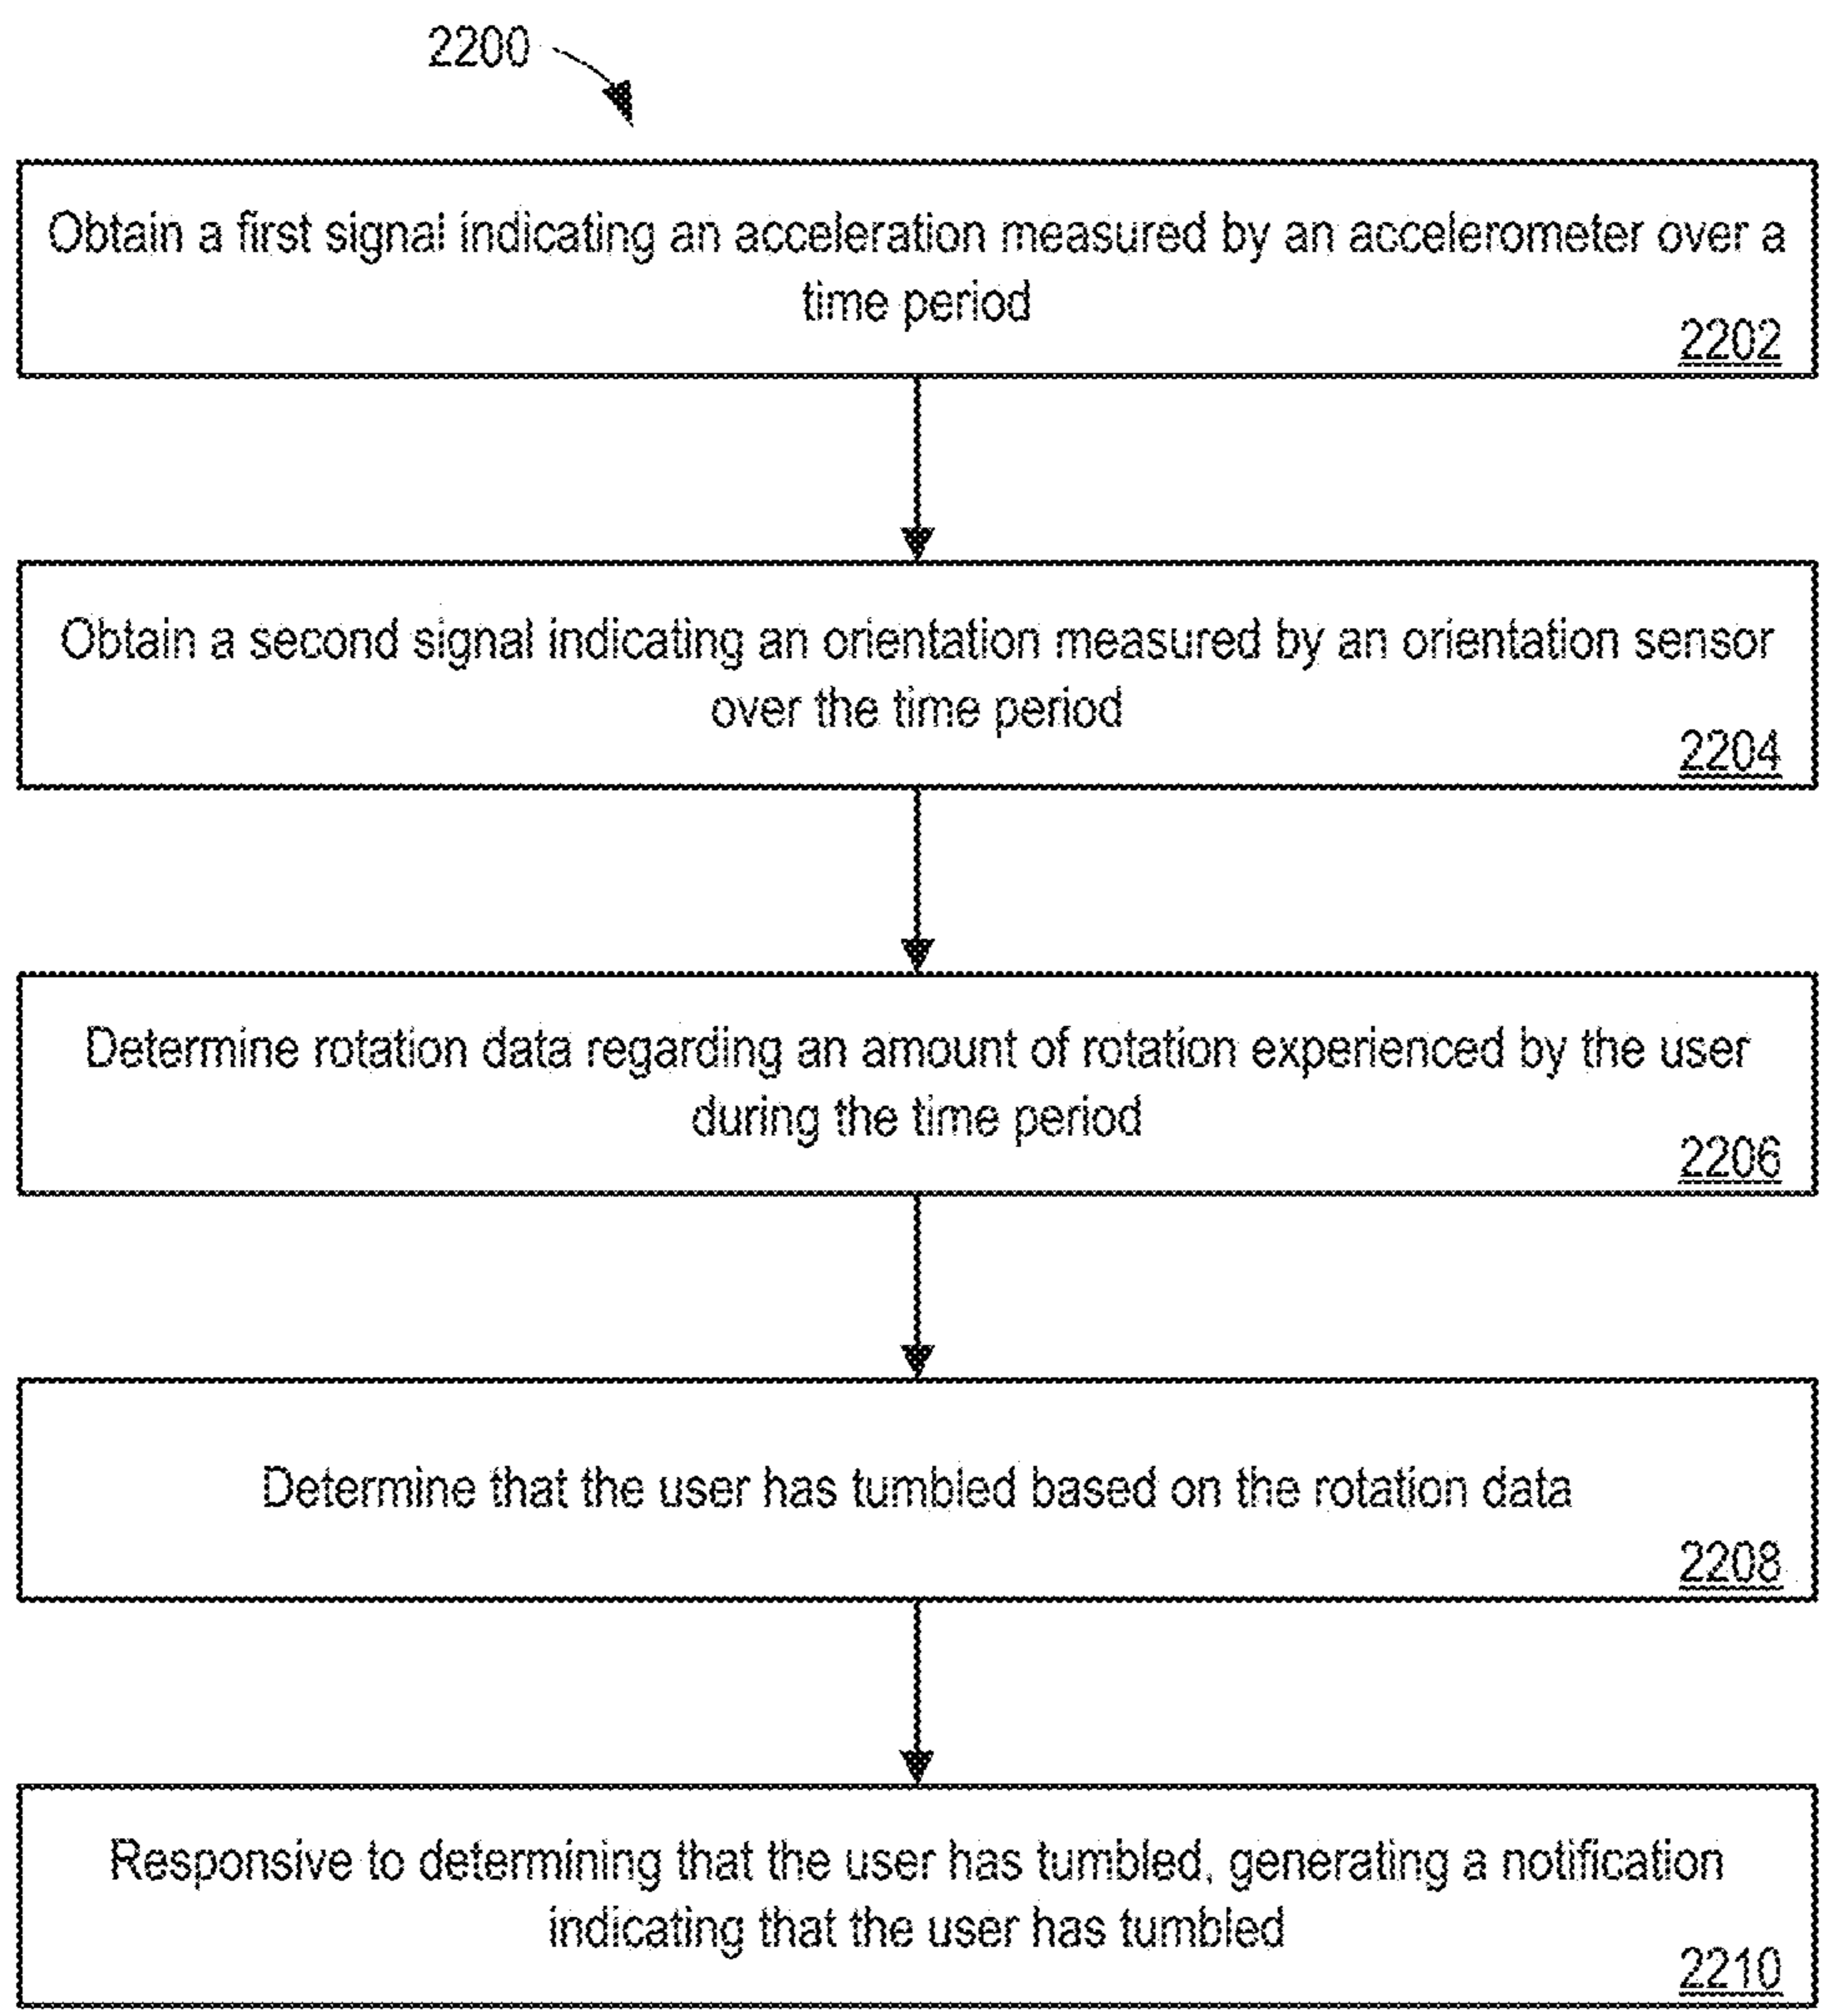 2200
Obtain a first signal indicating an acceleration measured by an accelerometer over a
time period
2202
Obtain a second signal indicating an orientation measured by an orientation sensor
over the time period
2204
Determine rotation data regarding an amount of rotation experienced by the user
during the time period
2206
Determine that the user has tumbled based on the rotation data
2208
Responsive to determining that the user has tumbled, generating a notification
indicating that the user has tumbled
2210